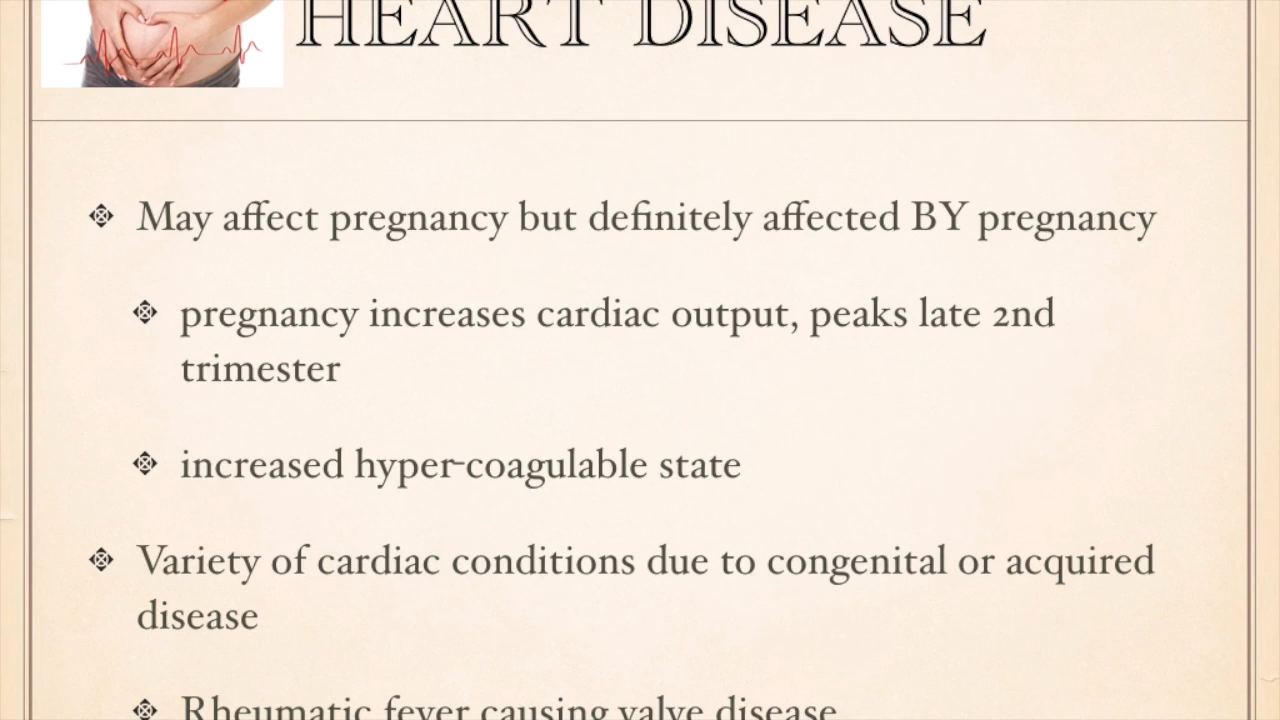 HEART DISEASE
May affect pregnancy but definitely affected BY pregnancy
pregnancy increases cardiac output, peaks late 2nd
trimester
increased hyper-coagulable state
Variety of cardiac conditions due to congenital or acquired
disease
Rheumatic fever causing valve disease